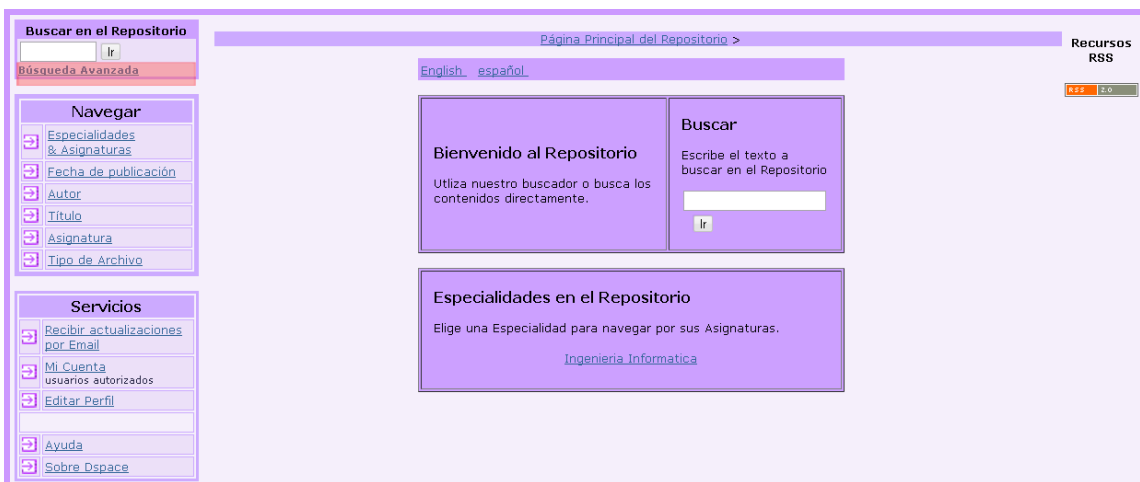 Buscar en el Repositorio
Ir
Búsqueda Avanzada
Navegar
Especialidades
& Asignaturas
Fecha de publicación
Autor
Título
Asignatura
Tipo de Archivo
Servicios
Recibir actualizaciones
por Email
Mi Cuenta
usuarios autorizados
Editar Perfil
Ayuda
Sobre Dspace
Página Principal del Repositorio >
English español
Bienvenido al Repositorio
Utliza nuestro buscador o busca los
contenidos directamente.
Buscar
Escribe el texto a
buscar en el Repositorio
Ir
Especialidades en el Repositorio
Elige una Especialidad para navegar por sus Asignaturas.
Ingenieria Informatica
Recursos
RSS
RSS 2.0